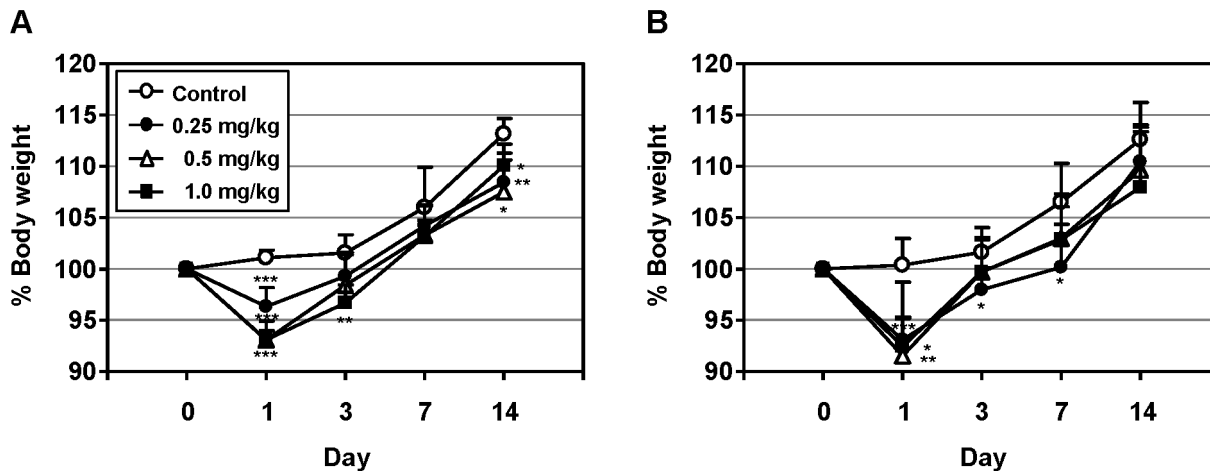 A
B
120
115
110
105
100
95
90
% Body weight
Control
0.25 mg/kg
0.5 mg/kg
1.0 mg/kg
***
***
***
**
*
**
*
0 1 3 7 14
Day
120
115
110
105
100
95
90
% Body weight
***
*
**
*
*
0 1 3 7 14
Day